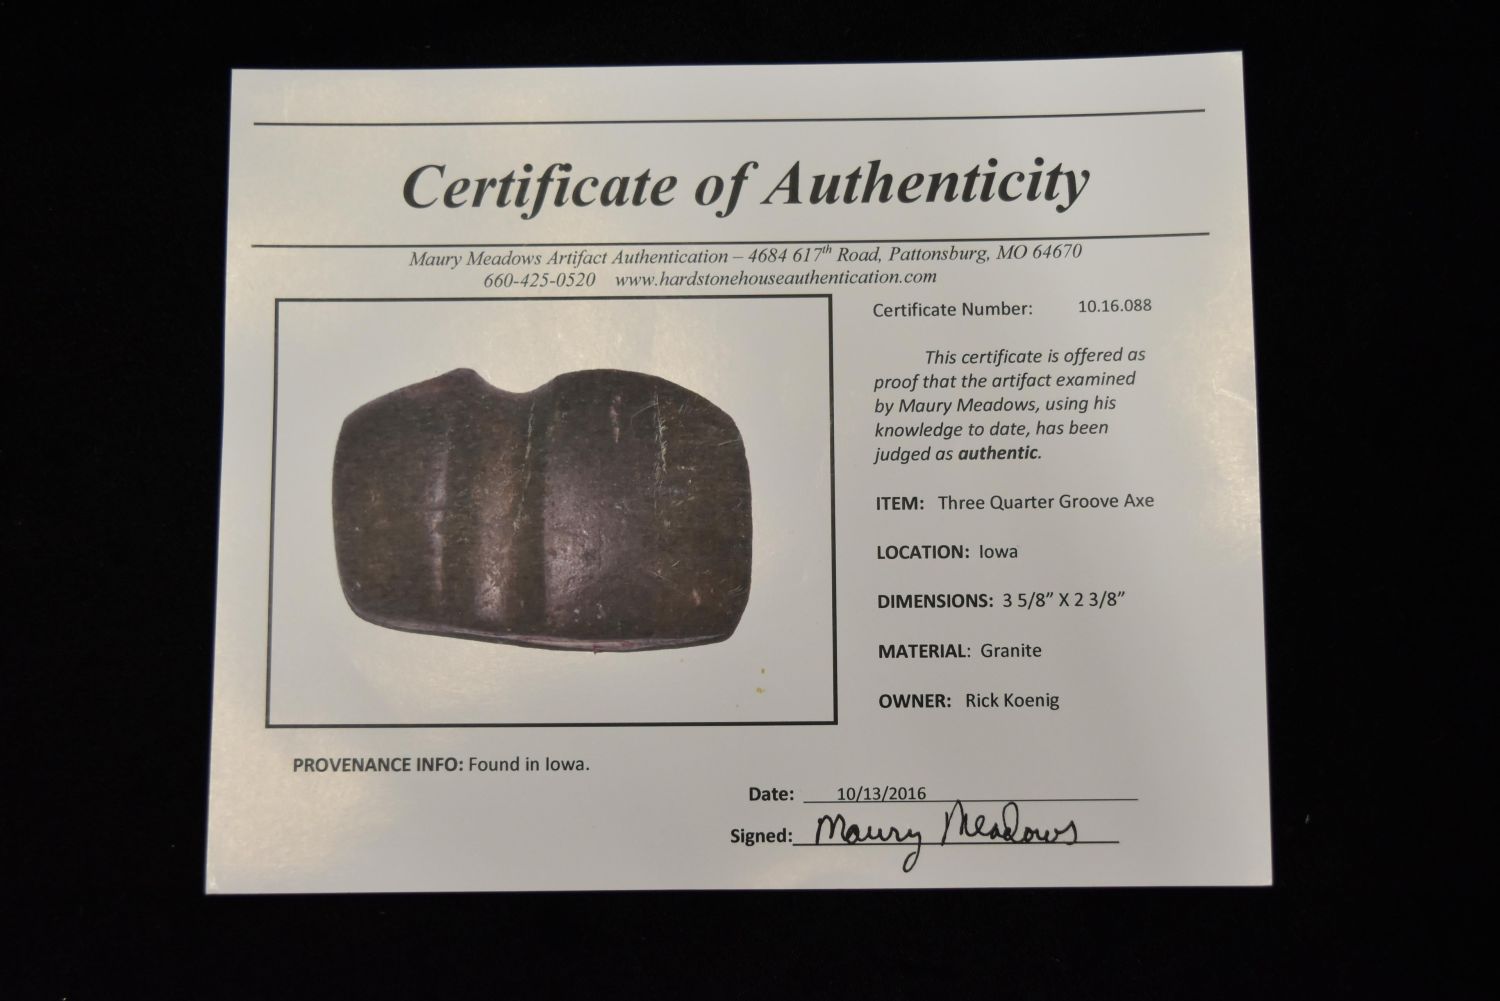 Certificate of Authenticity
Maury Meadows Artifact Authentication – 4684 617th Road, Pattonsburg, MO 64670
660-425-0520 www.hardstonehouseauthentication.com
Certificate Number: 10.16.088
This certificate is offered as
proof that the artifact examined
by Maury Meadows, using his
knowledge to date, has been
judged as authentic.
ITEM: Three Quarter Groove Axe
LOCATION: Iowa
DIMENSIONS: 3 5/8” X 2 3/8”
MATERIAL: Granite
OWNER: Rick Koenig
PROVENANCE INFO: Found in Iowa.
Date: 10/13/2016
Signed: Maury Meadows